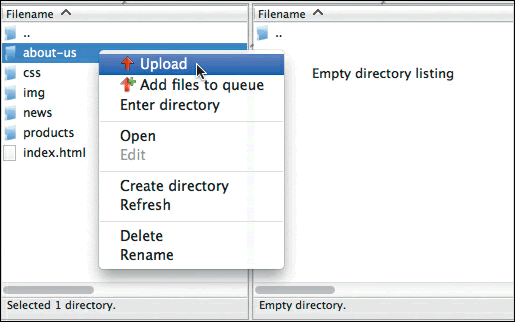 Filename
..
about-us
css
img
news
products
index.html
Selected 1 directory.
Upload
Add files to queue
Enter directory
Open
Edit
Create directory
Refresh
Delete
Rename
Filename
..
Empty directory listing
Empty directory.